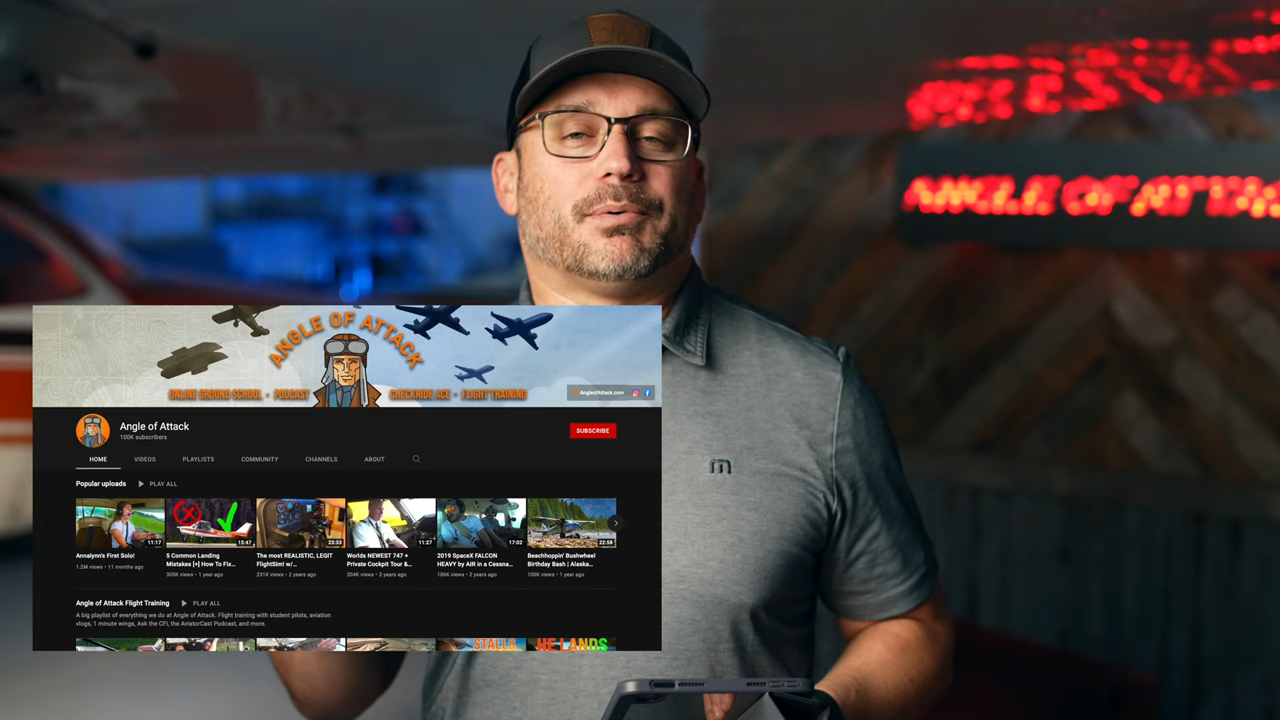 ANGLE OF ATTACK
ANGLE OF ATTACK
ONLINE GROUND SCHOOL - PODCAST
CHECKRIDE ACE - FLIGHT TRAINING
AngleofAttack.com
Angle of Attack
100K subscribers
SUBSCRIBE
HOME VIDEOS PLAYLISTS COMMUNITY CHANNELS ABOUT
Popular uploads PLAY ALL
11:17 15:47 23:33 11:27 17:02 22:58
Annalynn's First Solo!
1.2M views • 11 months ago
5 Common Landing
Mistakes [+] How To Fix...
305K views • 1 year ago
The most REALISTIC, LEGIT
FlightSim! w/...
231K views • 2 years ago
Worlds NEWEST 747 +
Private Cockpit Tour &...
204K views • 2 years ago
2019 SpaceX FALCON
HEAVY by AIR in a Cessna...
186K views • 2 years ago
Beachhoppin' Bushwheel
Birthday Bash | Alaska...
103K views • 1 year ago
Angle of Attack Flight Training PLAY ALL
A big playlist of everything we do at Angle of Attack. Flight training with student pilots, aviation
vlogs, 1 minute wings, Ask the CFI, the AviatorCast Podcast, and more.
STALLS
HE LANDS
m